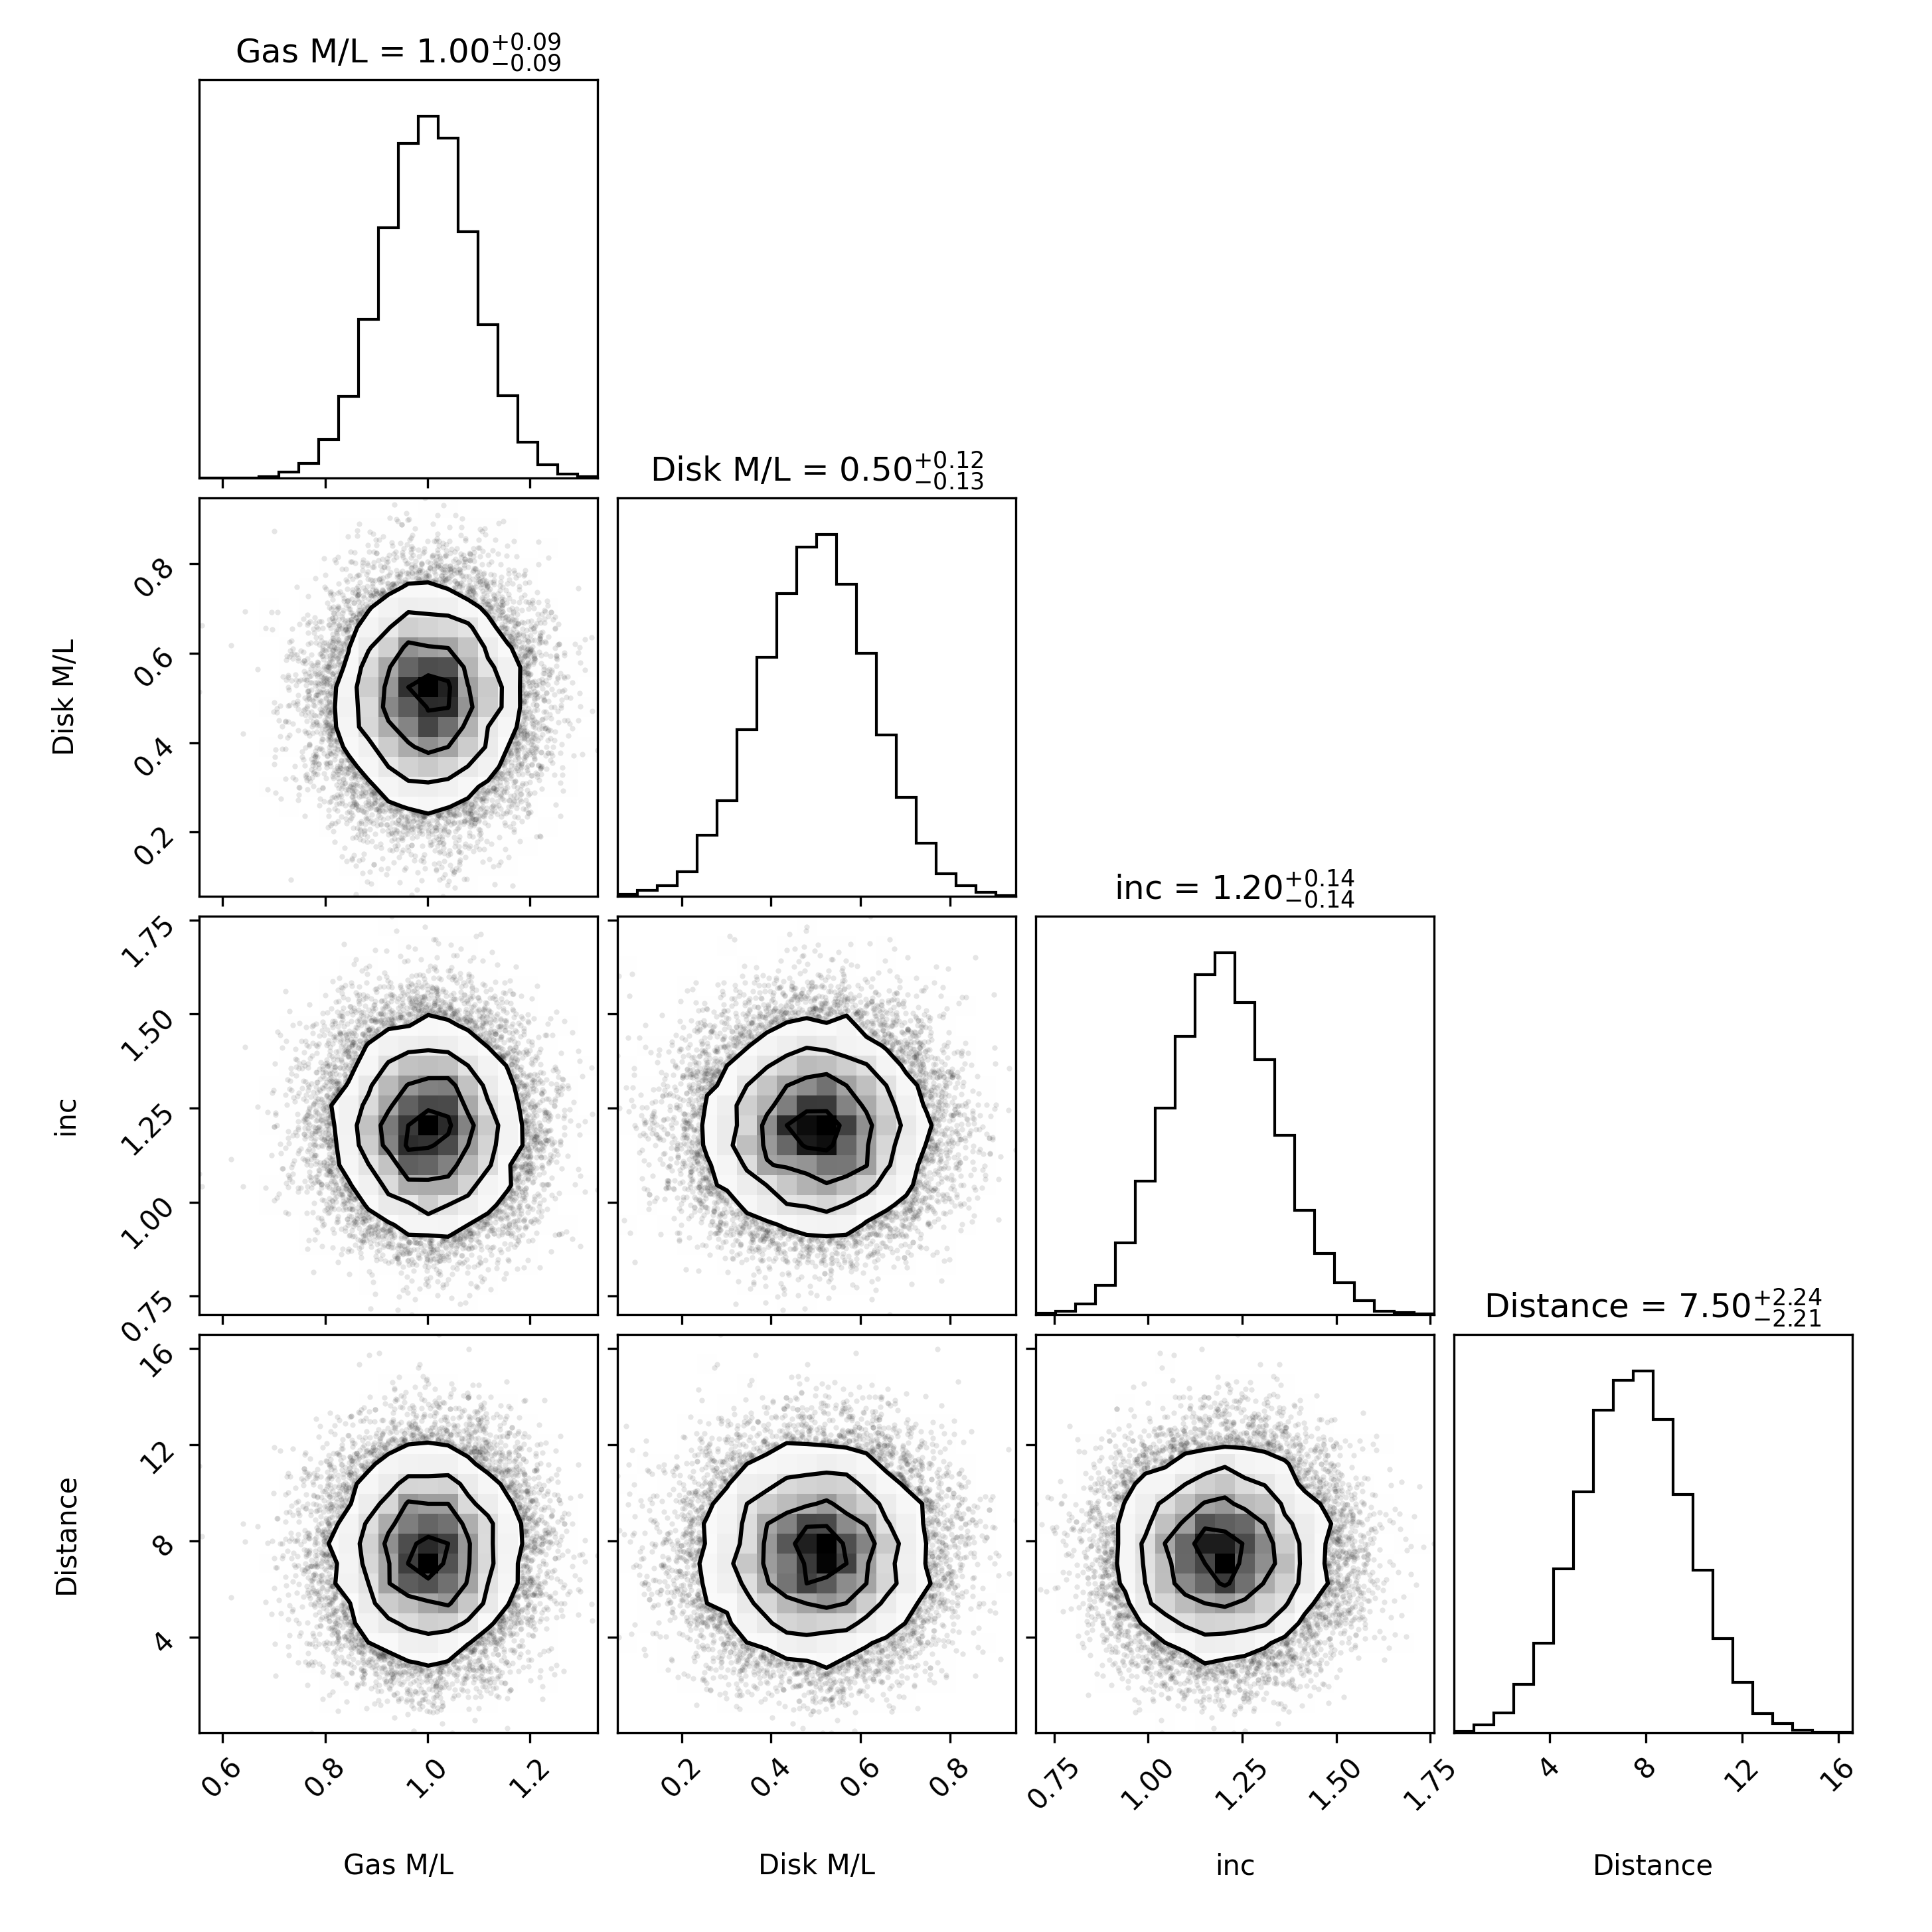 Gas M/L = 1.00+0.09−0.09
Disk M/L = 0.50+0.12−0.13
0.8
0.6
0.4
0.2
Disk M/L
inc = 1.20+0.14−0.14
1.75
1.50
1.25
1.00
0.75
inc
Distance = 7.50+2.24−2.21
16
12
8
4
Distance
0.6 0.8 1.0 1.2 0.2 0.4 0.6 0.8 0.75 1.00 1.25 1.50 1.75 4 8 12 16
Gas M/L Disk M/L inc Distance